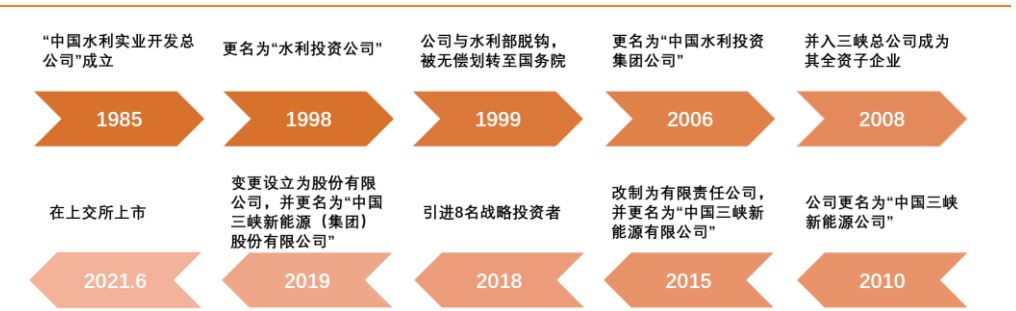 “中国水利实业开发总
公司”成立
1985
更名为“水利投资公司”
1998
公司与水利部脱钩，
被无偿划转至国务院
1999
更名为“中国水利投资
集团公司”
2006
并入三峡总公司成为
其全资子企业
2008
公司更名为“中国三峡
新能源公司”
2010
改制为有限责任公司，
并更名为“中国三峡新
能源有限公司”
2015
引进8名战略投资者
2018
变更设立为股份有限
公司，并更名为“中国
三峡新能源（集团）
股份有限公司”
2019
在上交所上市
2021.6